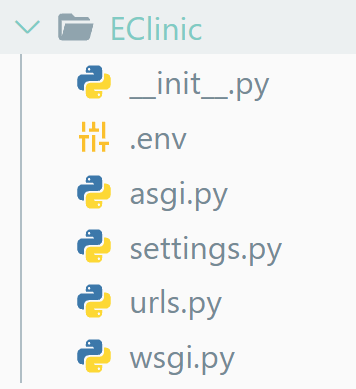 EClinic
__init__.py
.env
asgi.py
settings.py
urls.py
wsgi.py